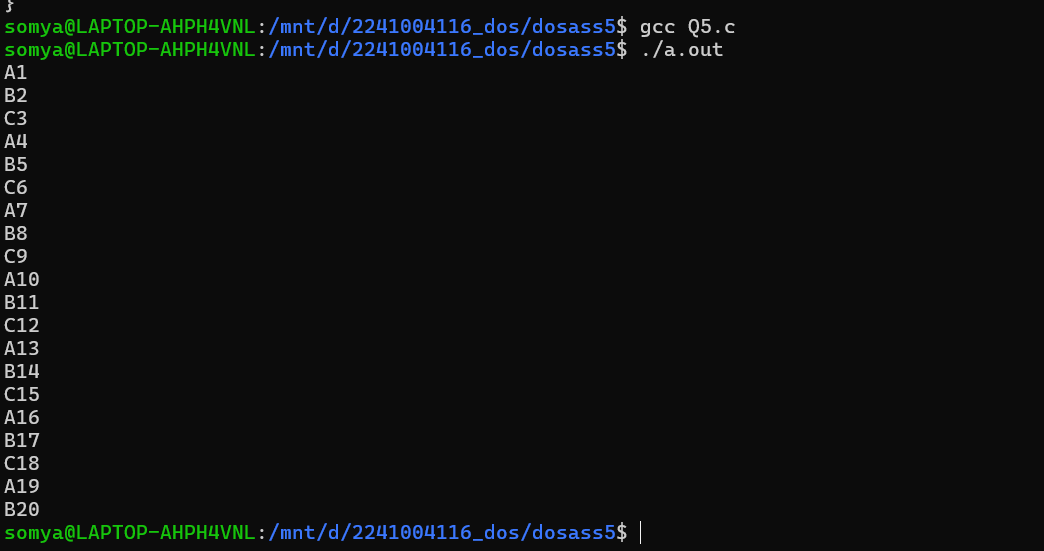 }
somya@LAPTOP-AHPH4VNL:/mnt/d/2241004116_dos/dosass5$ gcc Q5.c
somya@LAPTOP-AHPH4VNL:/mnt/d/2241004116_dos/dosass5$ ./a.out
A1
B2
C3
A4
B5
C6
A7
B8
C9
A10
B11
C12
A13
B14
C15
A16
B17
C18
A19
B20
somya@LAPTOP-AHPH4VNL:/mnt/d/2241004116_dos/dosass5$